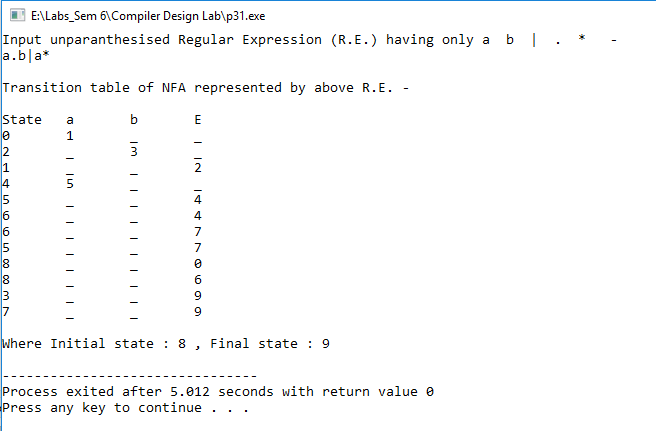 E:\Labs_Sem 6\Compiler Design Lab\p31.exe
Input unparanthesised Regular Expression (R.E.) having only a  b  |  .  *   -
a.b|a*
Transition table of NFA represented by above R.E. -
State   a       b       E
0       1       _       _
2       _       3       _
1       _       _       2
4       5       _       _
5       _       _       4
6       _       _       4
6       _       _       7
5       _       _       7
8       _       _       0
8       _       _       6
3       _       _       9
7       _       _       9
Where Initial state : 8 , Final state : 9
--------------------------------
Process exited after 5.012 seconds with return value 0
Press any key to continue . . .